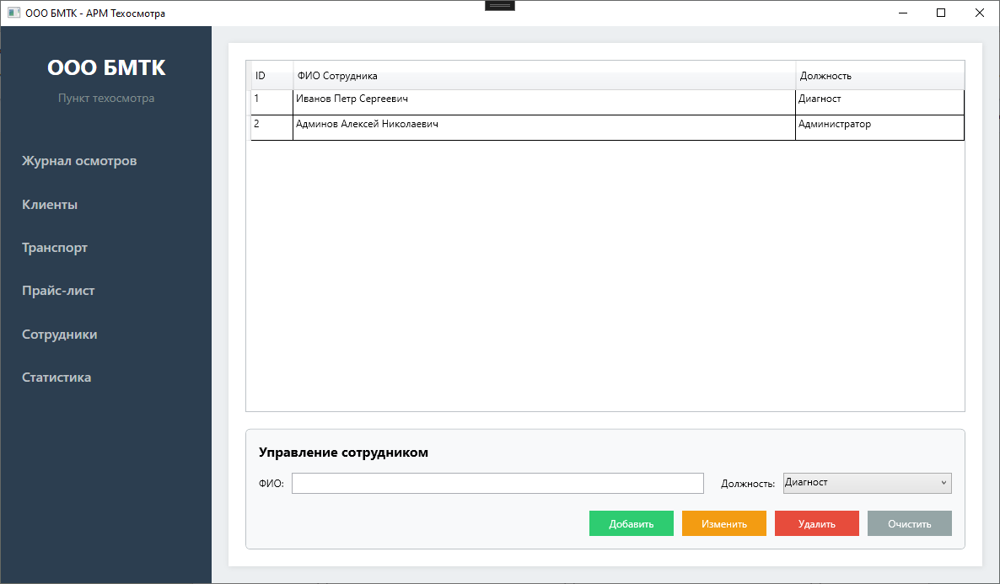 ООО БМТК - АРМ Техосмотра
ООО БМТК
Пункт техосмотра
Журнал осмотров
Клиенты
Транспорт
Прайс-лист
Сотрудники
Статистика
ID ФИО Сотрудника Должность
1 Иванов Петр Сергеевич Диагност
2 Админов Алексей Николаевич Администратор
Управление сотрудником
ФИО: Должность: Диагност
Добавить Изменить Удалить Очистить